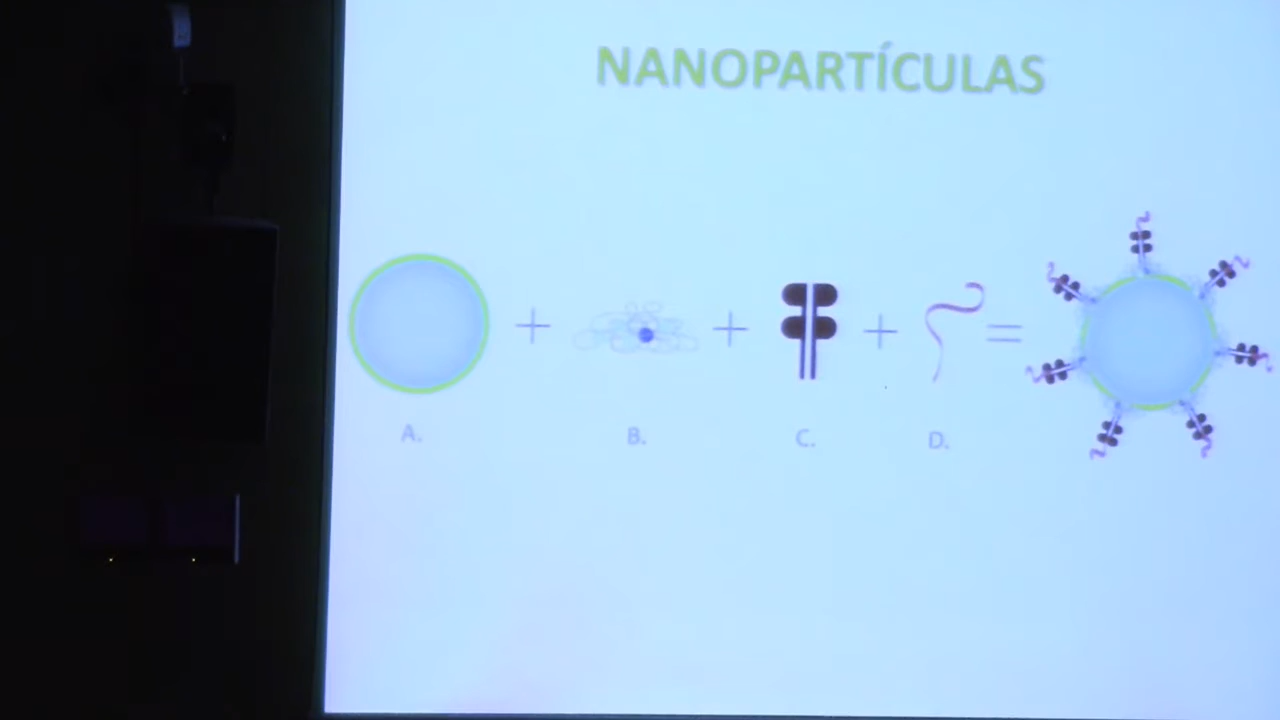 NANOPARTÍCULAS
+ + + =
A. B. C. D.